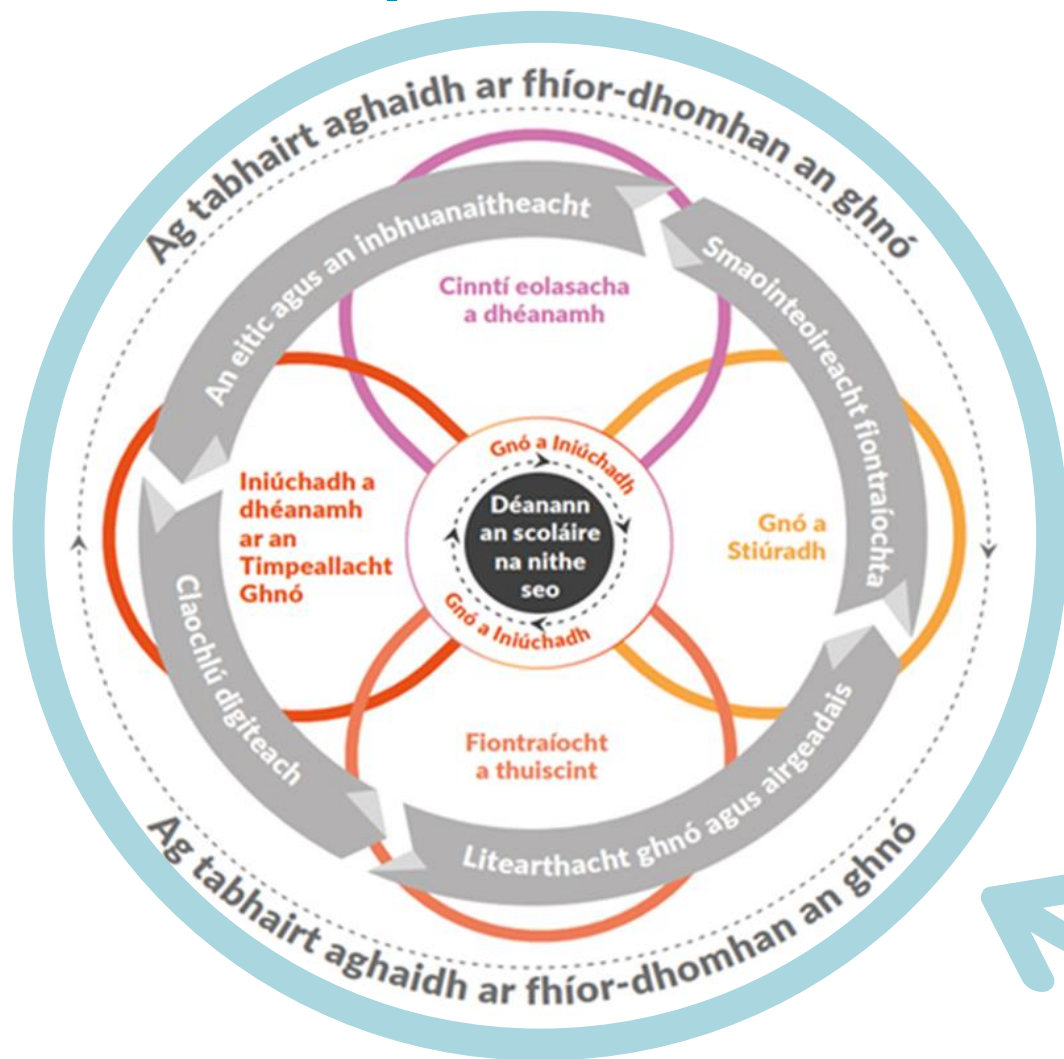 Ag tabhairt aghaidh ar fhíor-dhomhan an ghnó
An eitic agus an inbhuanaitheacht
Smaointeoireacht fiontraíochta
Cinntí eolasacha
a dhéanamh
Gnó a Iniúchadh
Iniúchadh a
dhéanamh
ar an
Timpeallacht
Ghnó
Déanann
an scoláire
na nithe
seo
Gnó a
Stiúradh
Gnó a Iniúchadh
Claochlú digiteach
Fiontraíocht
a thuiscint
Litearthacht ghnó agus airgeadais
Ag tabhairt aghaidh ar fhíor-dhomhan an ghnó